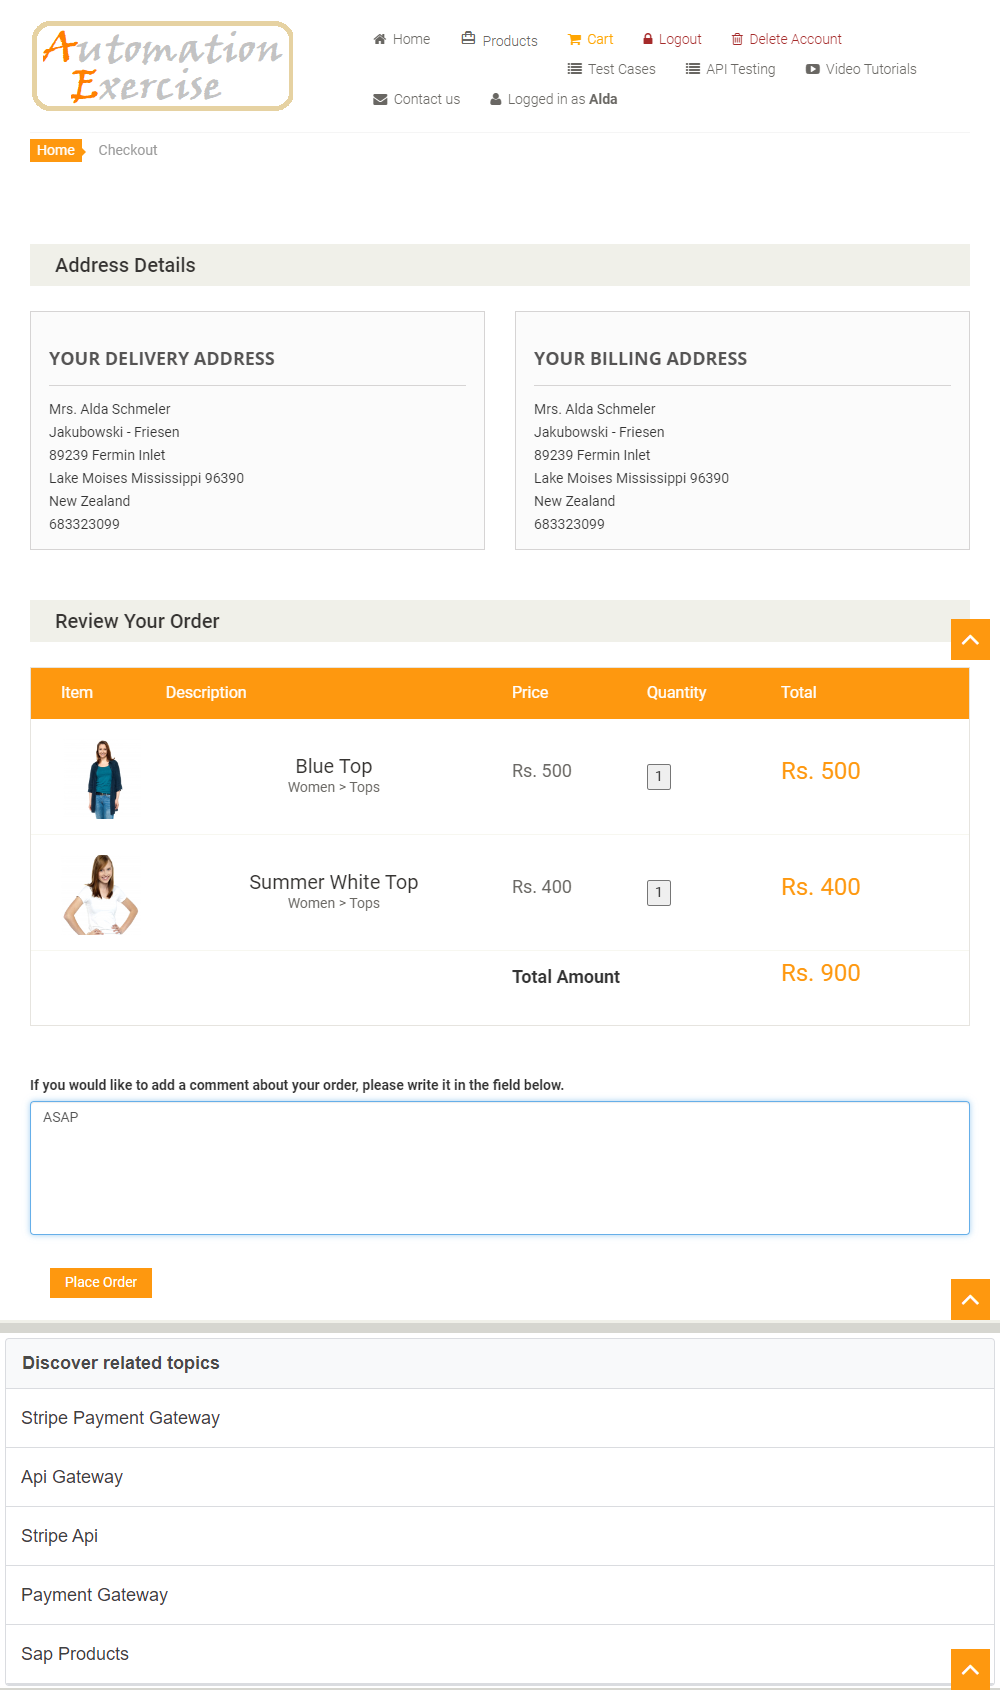 Automation
Exercise
Home
Products
Cart
Logout
Delete Account
Test Cases
API Testing
Video Tutorials
Contact us
Logged in as Alda
Home
Checkout
Address Details
YOUR DELIVERY ADDRESS
Mrs. Alda Schmeler
Jakubowski - Friesen
89239 Fermin Inlet
Lake Moises Mississippi 96390
New Zealand
683323099
YOUR BILLING ADDRESS
Mrs. Alda Schmeler
Jakubowski - Friesen
89239 Fermin Inlet
Lake Moises Mississippi 96390
New Zealand
683323099
Review Your Order
Item Description Price Quantity Total
Blue Top
Women > Tops
Rs. 500
1
Rs. 500
Summer White Top
Women > Tops
Rs. 400
1
Rs. 400
Total Amount
Rs. 900
If you would like to add a comment about your order, please write it in the field below.
ASAP
Place Order
Discover related topics
Stripe Payment Gateway
Api Gateway
Stripe Api
Payment Gateway
Sap Products